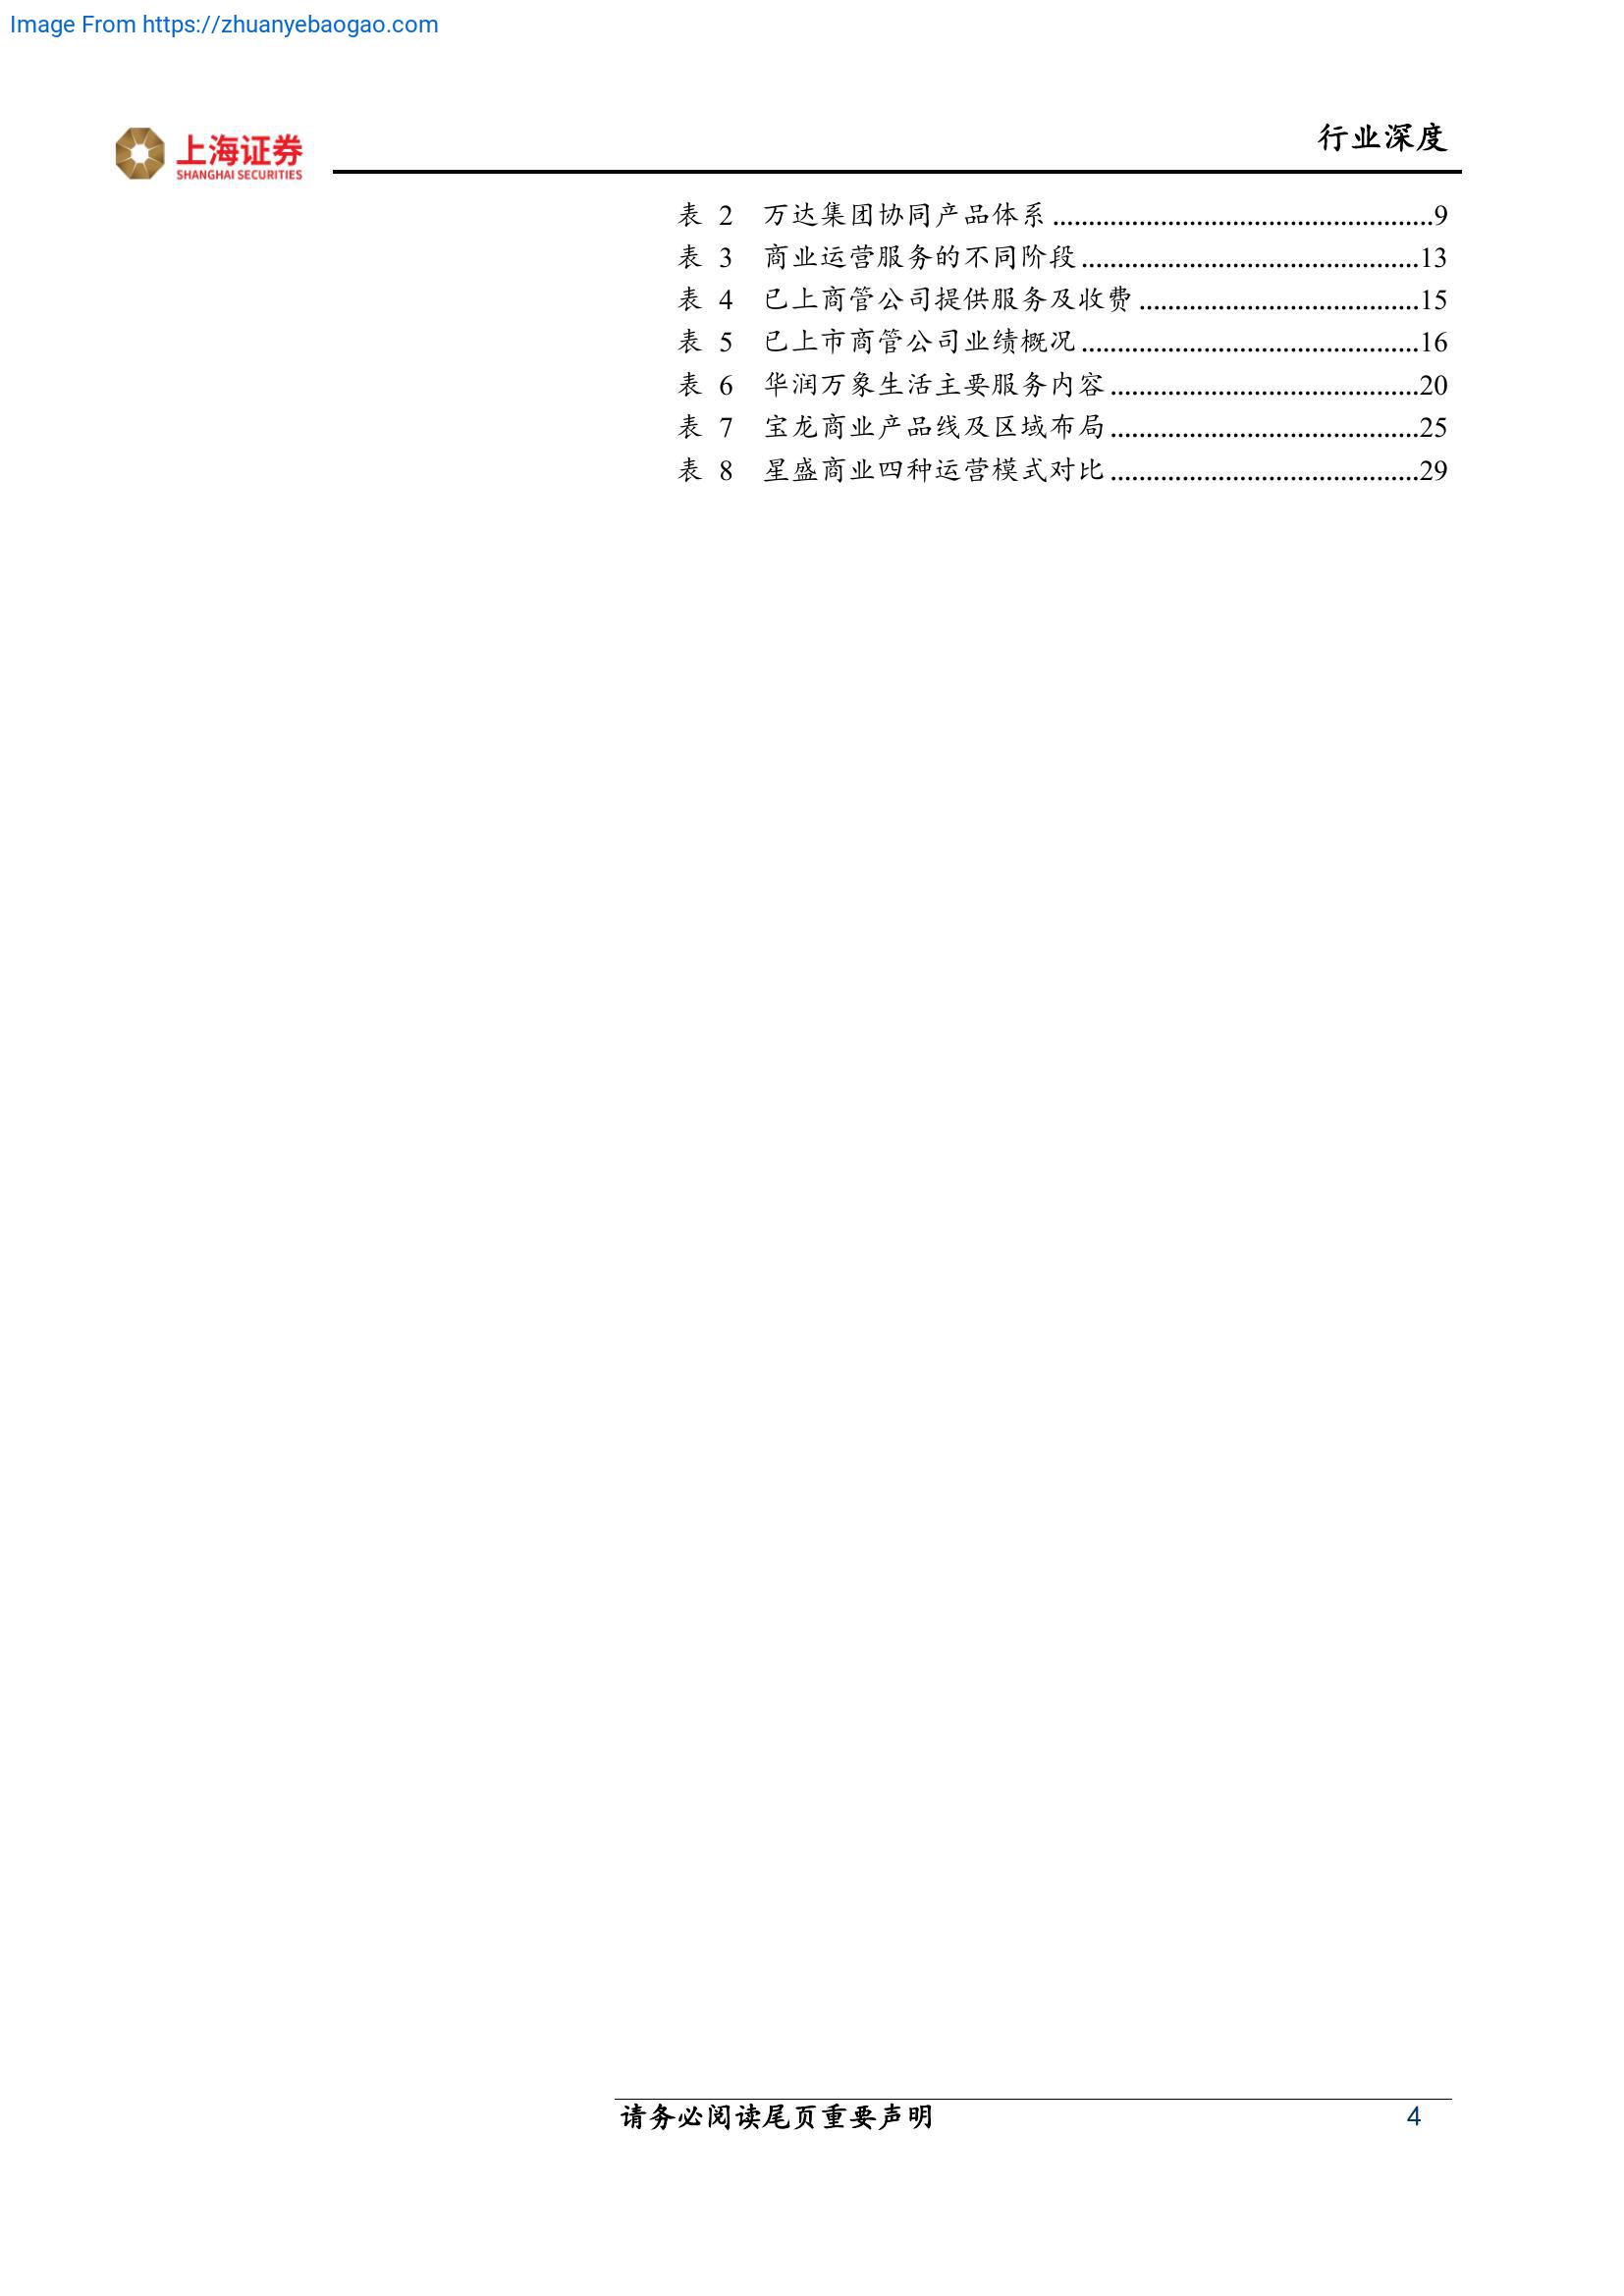 Image From https://zhuanyebaogao.com
行业深度
上海证券
SHANGHAI SECURITIES
表 2 万达集团协同产品体系.....................................................9
表 3 商业运营服务的不同阶段...............................................13
表 4 已上商管公司提供服务及收费.......................................15
表 5 已上市商管公司业绩概况...............................................16
表 6 华润万象生活主要服务内容...........................................20
表 7 宝龙商业产品线及区域布局...........................................25
表 8 星盛商业四种运营模式对比...........................................29
请务必阅读尾页重要声明 4